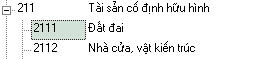 211 Tài sản cố định hữu hình
2111 Đất đai
2112 Nhà cửa, vật kiến trúc